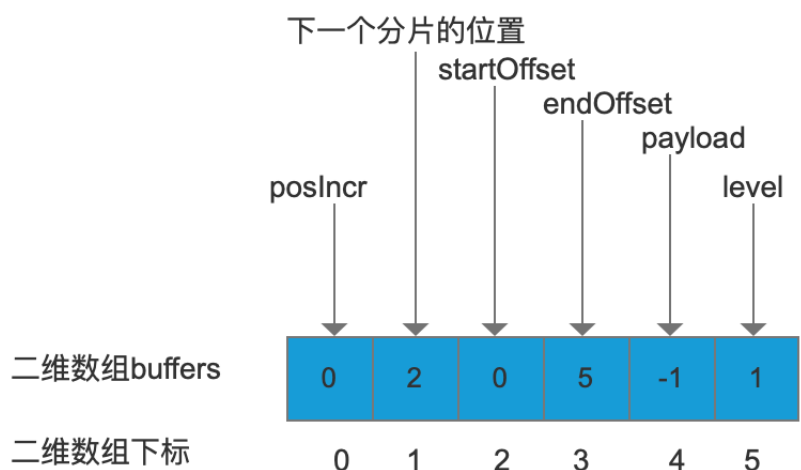 下一个分片的位置
startOffset
endOffset
payload
posIncr
level
二维数组buffers 0 2 0 5 -1 1
二维数组下标 0 1 2 3 4 5